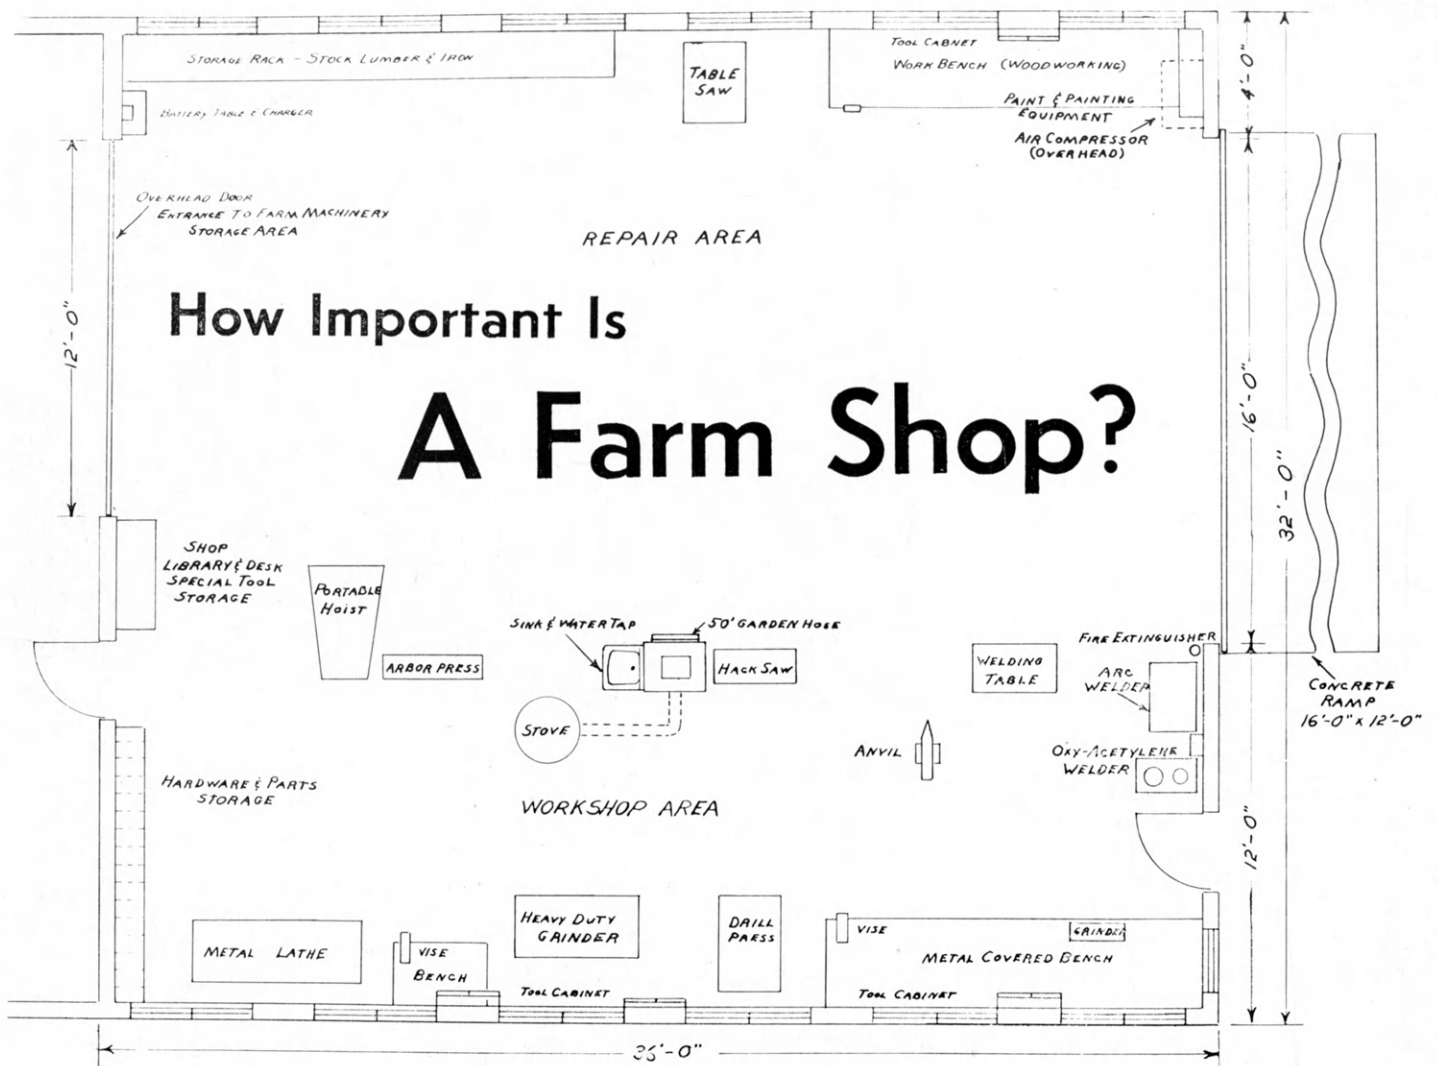 STORAGE RACK - STOCK LUMBER & IRON
TABLE
SAW
TOOL CABNET
WORK BENCH (WOODWORKING)
PAINT & PAINTING
EQUIPMENT
AIR COMPRESSOR
(OVERHEAD)
4'-0"
BATTERY TABLE & CHARGER
OVERHEAD DOOR
ENTRANCE TO FARM MACHINERY
STORAGE AREA
REPAIR AREA
12'-0"
How Important Is
A Farm Shop?
16'-0"
32'-0"
SHOP
LIBRARY & DESK
SPECIAL TOOL
STORAGE
PORTABLE
HOIST
ARBOR PRESS
SINK & WATER TAP
50' GARDEN HOSE
HACK SAW
STOVE
WELDING
TABLE
FIRE EXTINGUISHER
ARC
WELDER
CONCRETE
RAMP
16'-0" x 12'-0"
ANVIL
OXY-ACETYLENE
WELDER
HARDWARE & PARTS
STORAGE
WORKSHOP AREA
12'-0"
METAL LATHE
VISE
BENCH
HEAVY DUTY
GRINDER
TOOL CABINET
DRILL
PRESS
VISE
GRINDER
METAL COVERED BENCH
TOOL CABINET
36'-0"